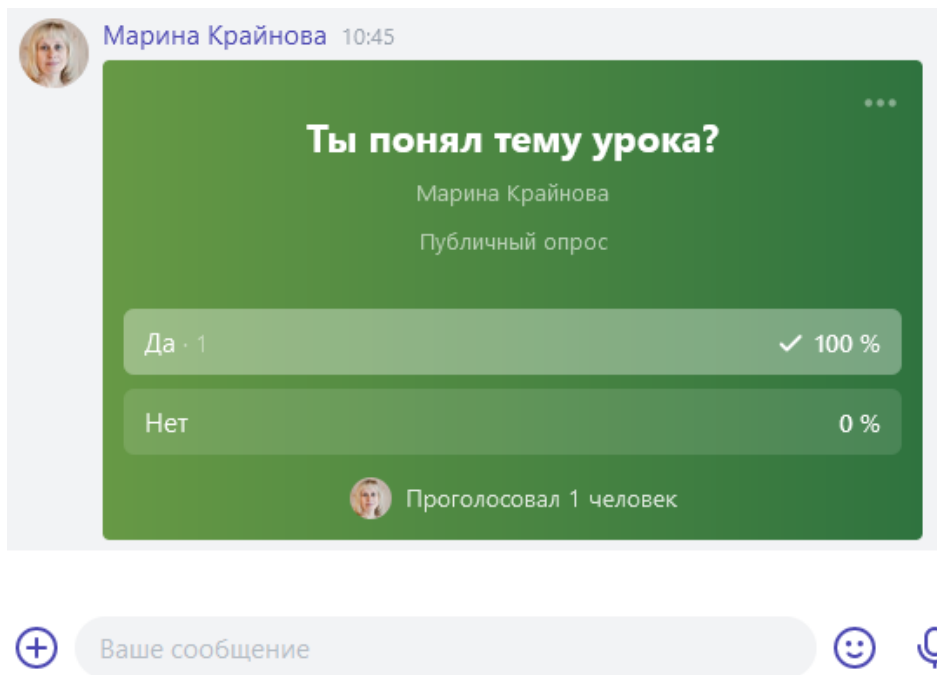 Марина Крайнова 10:45
Ты понял тему урока?
Марина Крайнова
Публичный опрос
Да · 1 100 %
Нет 0 %
Проголосовал 1 человек
Ваше сообщение